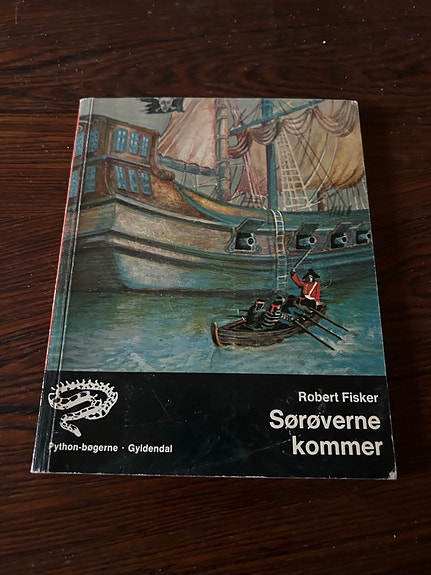 Robert Fisker
Sørøverne
kommer
Python-bøgerne · Gyldendal